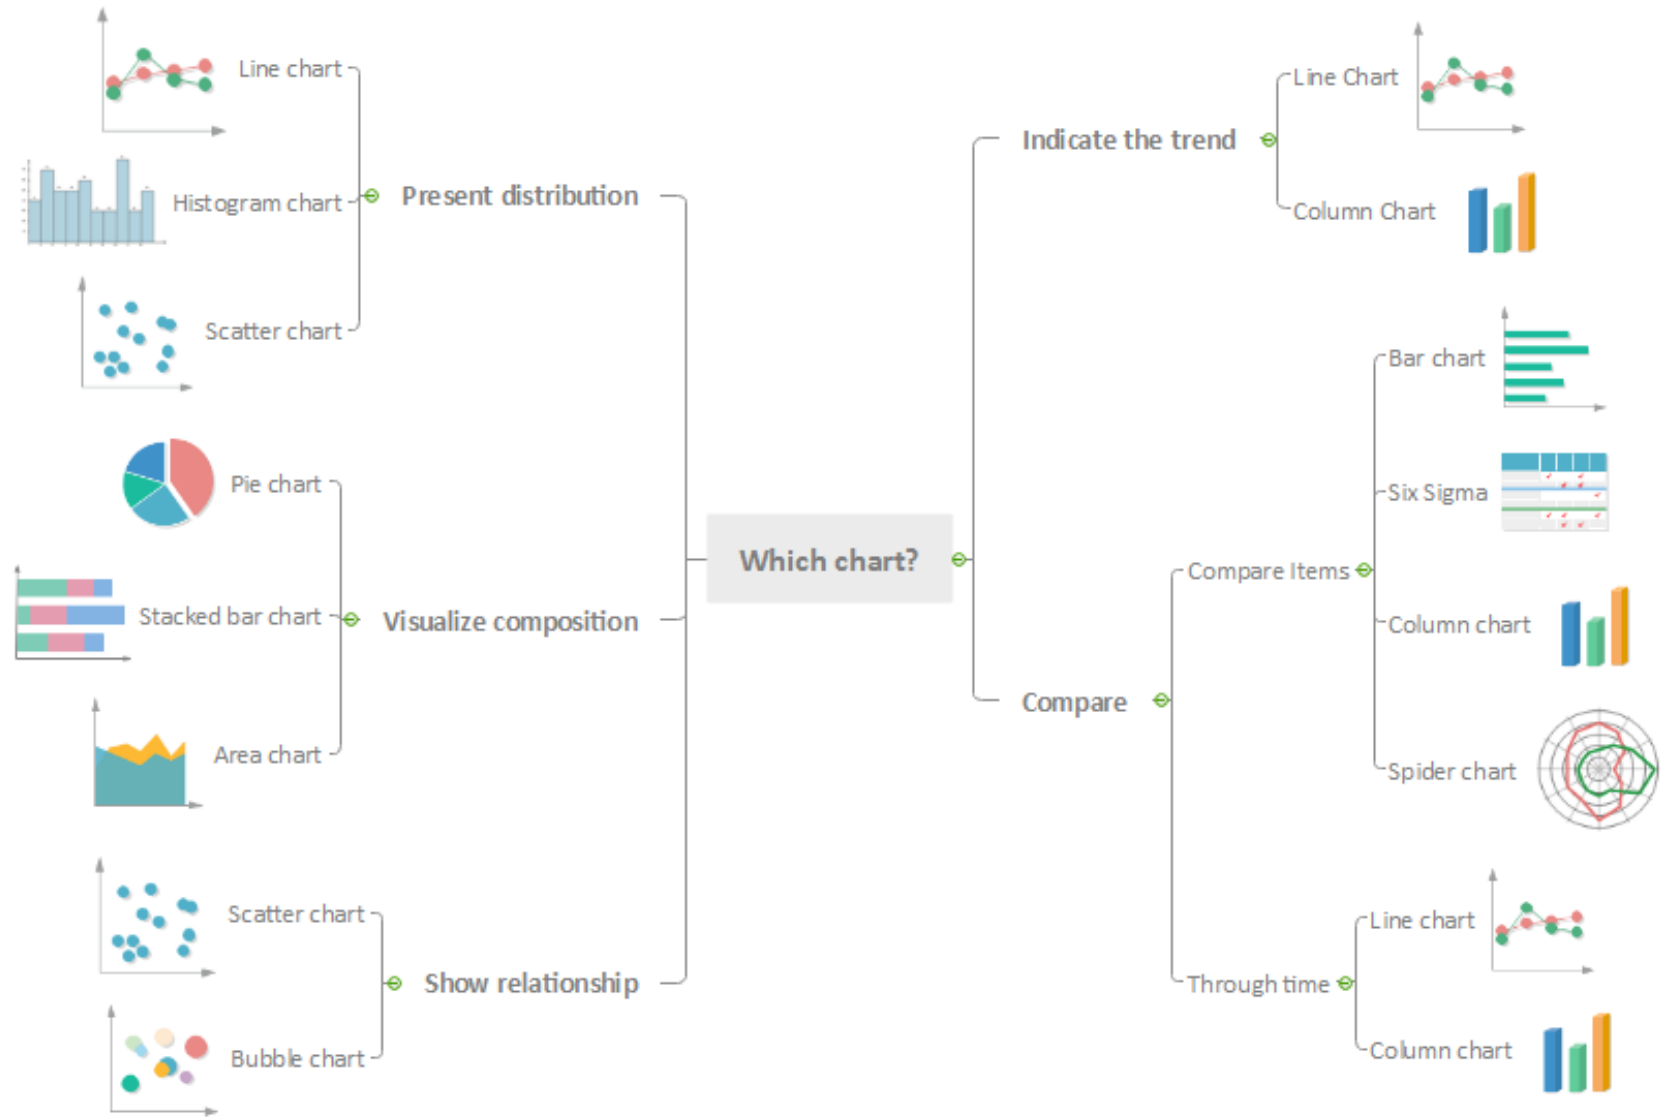 Which chart?
Present distribution
Line chart
Histogram chart
Scatter chart
Visualize composition
Pie chart
Stacked bar chart
Area chart
Show relationship
Scatter chart
Bubble chart
Indicate the trend
Line Chart
Column Chart
Compare
Compare Items
Bar chart
Six Sigma
Column chart
Spider chart
Through time
Line chart
Column chart